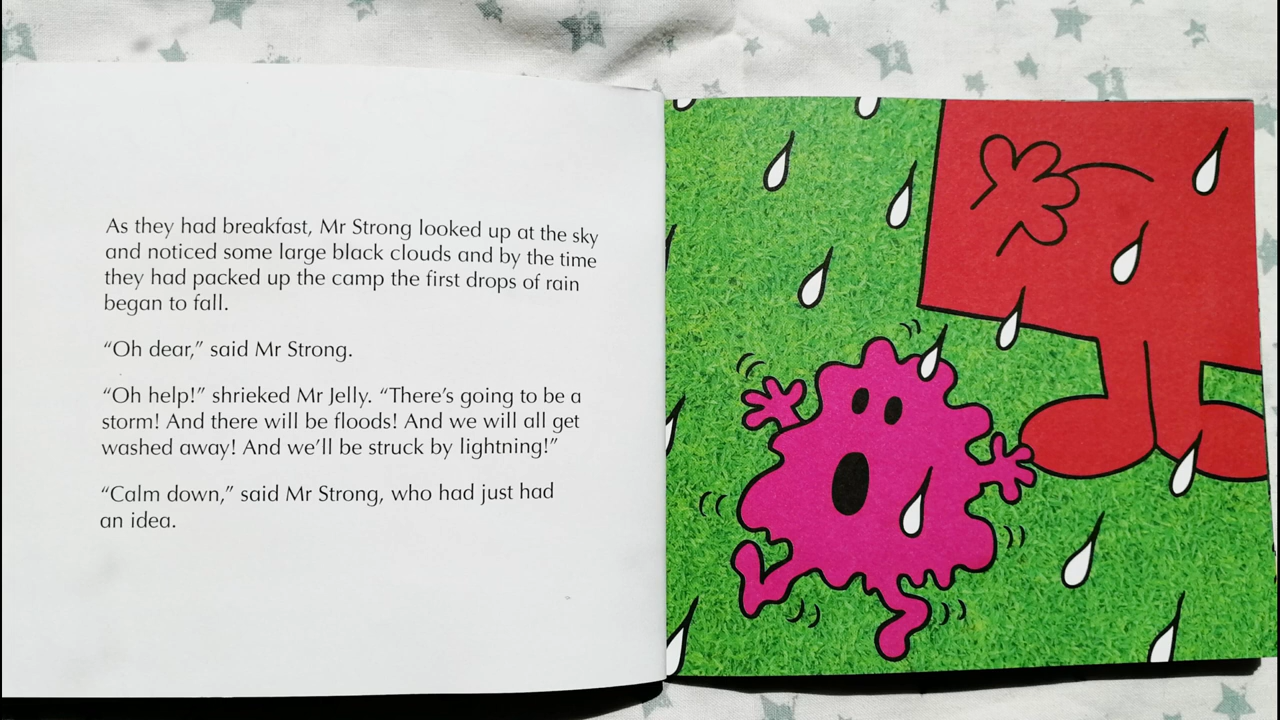 As they had breakfast, Mr Strong looked up at the sky
and noticed some large black clouds and by the time
they had packed up the camp the first drops of rain
began to fall.
“Oh dear,” said Mr Strong.
“Oh help!” shrieked Mr Jelly. “There’s going to be a
storm! And there will be floods! And we will all get
washed away! And we’ll be struck by lightning!”
“Calm down,” said Mr Strong, who had just had
an idea.